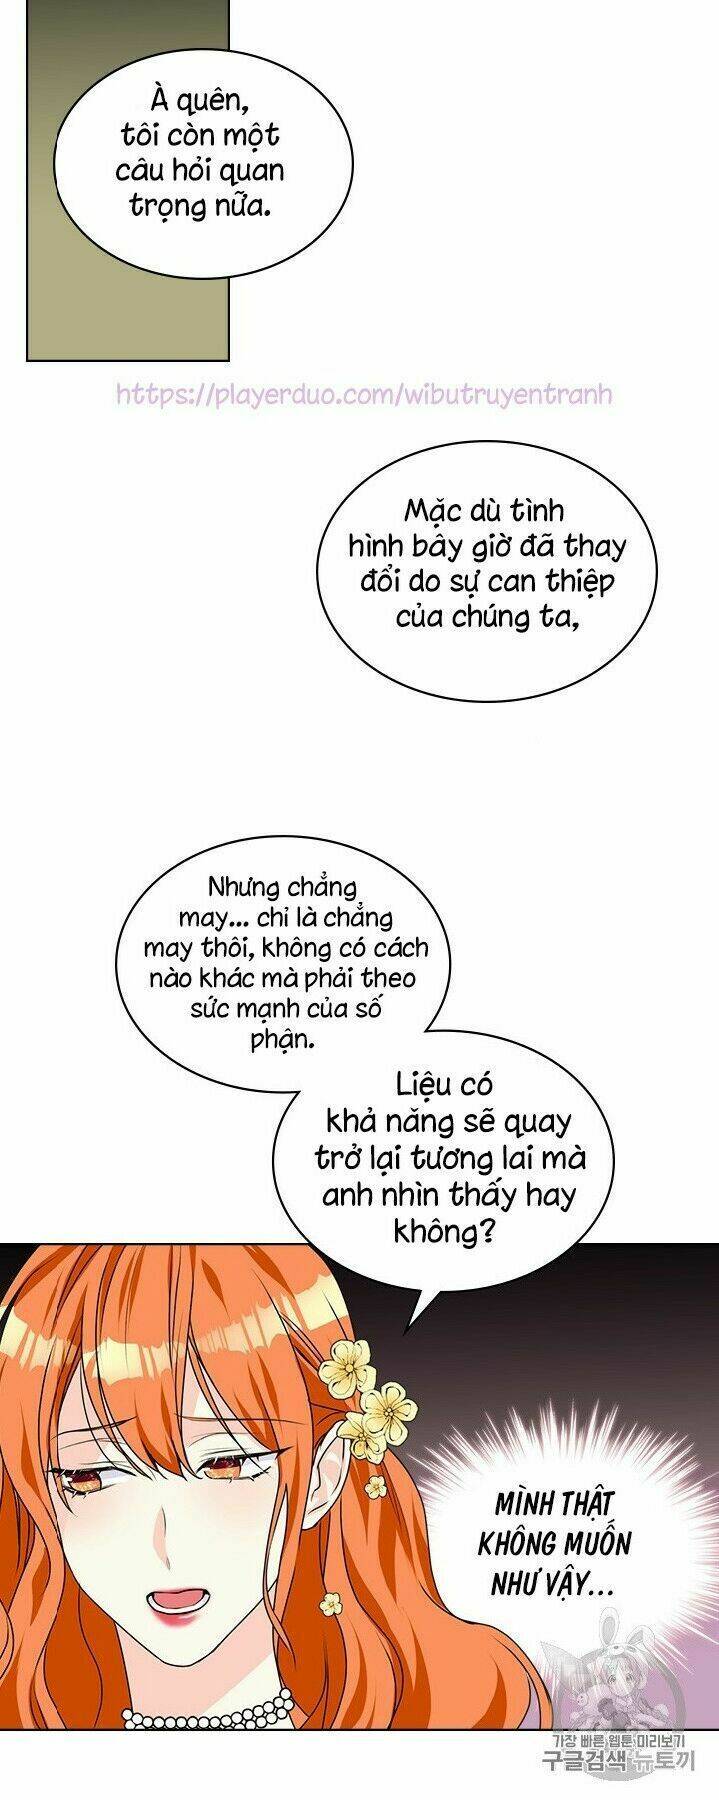 À quên,
tôi còn một
câu hỏi quan
trọng nữa.
https://playerduo.com/wibutruyentranh
Mặc dù tình
hình bây giờ đã thay
đổi do sự can thiệp
của chúng ta,
Nhưng chẳng
may... chỉ là chẳng
may thôi, không có cách
nào khác mà phải theo
sức mạnh của số
phận.
Liệu có
khả năng sẽ quay
trở lại tương lai mà
anh nhìn thấy hay
không?
MÌNH THẬT
KHÔNG MUỐN
NHƯ VẬY...
가장 빠른 웹툰 미리보기
구글검색 뉴토끼